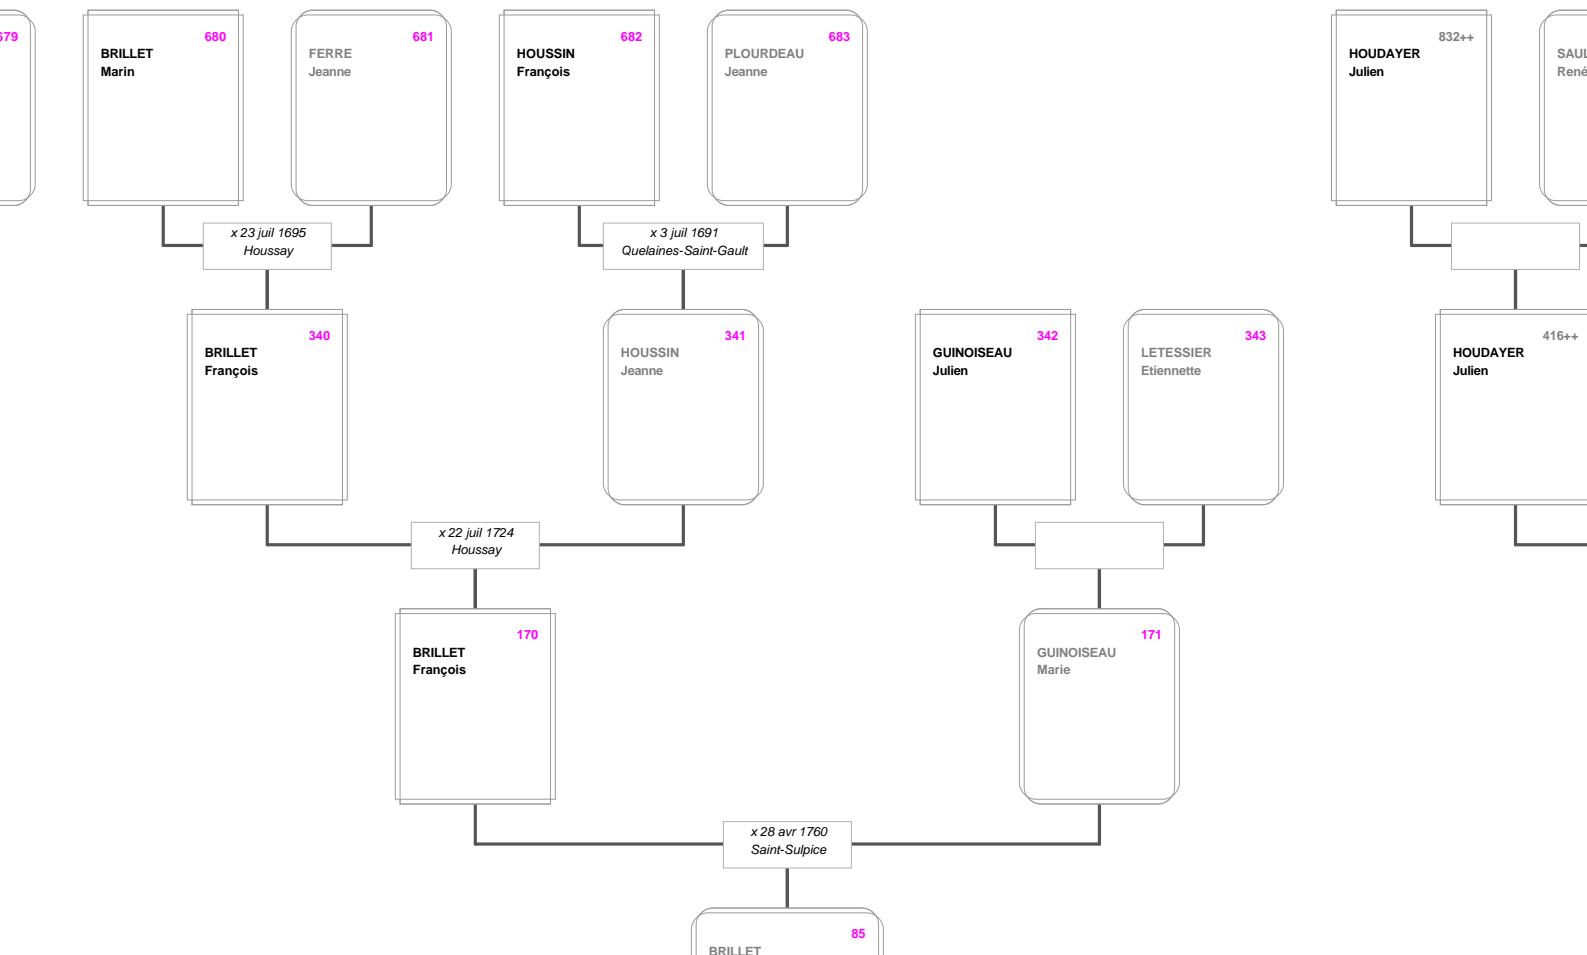 679
680
BRILLET
Marin
681
FERRE
Jeanne
682
HOUSSIN
François
683
PLOURDEAU
Jeanne
832++
HOUDAYER
Julien
x 23 juil 1695
Houssay
x 3 juil 1691
Quelaines-Saint-Gault
340
BRILLET
François
341
HOUSSIN
Jeanne
342
GUINOISEAU
Julien
343
LETESSIER
Etiennette
416++
HOUDAYER
Julien
x 22 juil 1724
Houssay
170
BRILLET
François
171
GUINOISEAU
Marie
x 28 avr 1760
Saint-Sulpice
85
BRILLET